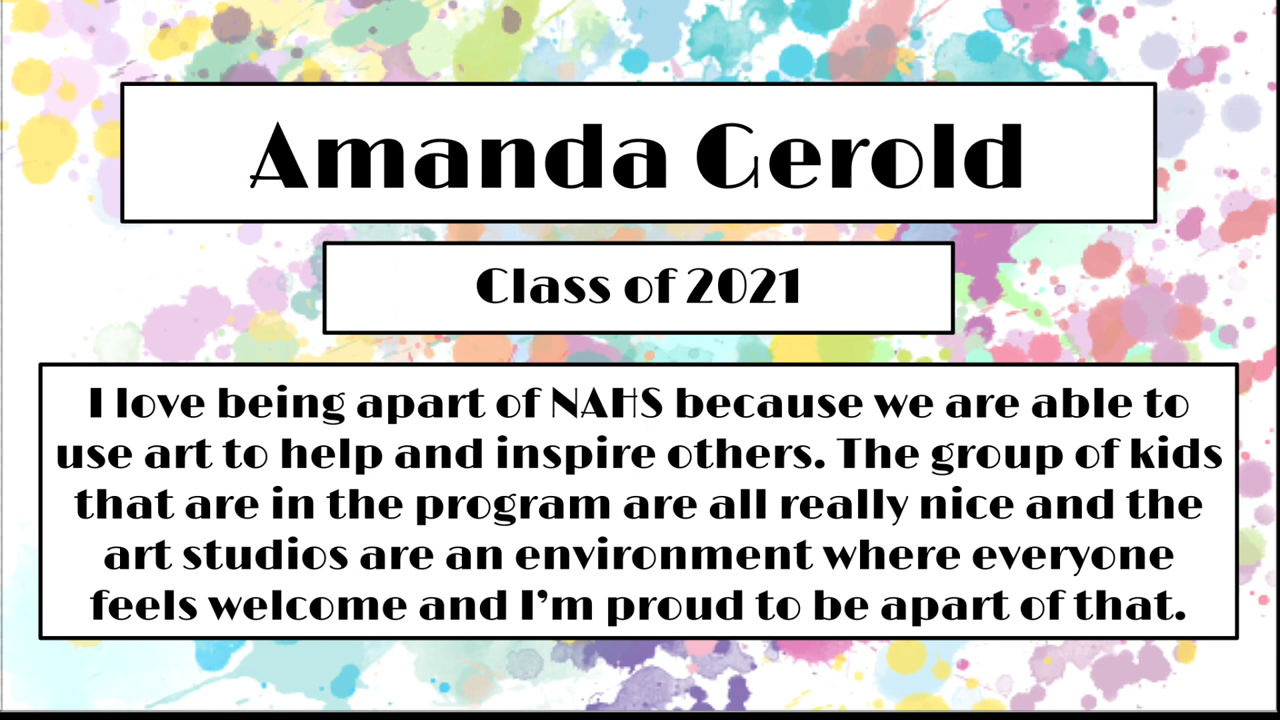 Amanda Gerold
Class of 2021
I love being apart of NAHS because we are able to
use art to help and inspire others. The group of kids
that are in the program are all really nice and the
art studios are an environment where everyone
feels welcome and I'm proud to be apart of that.